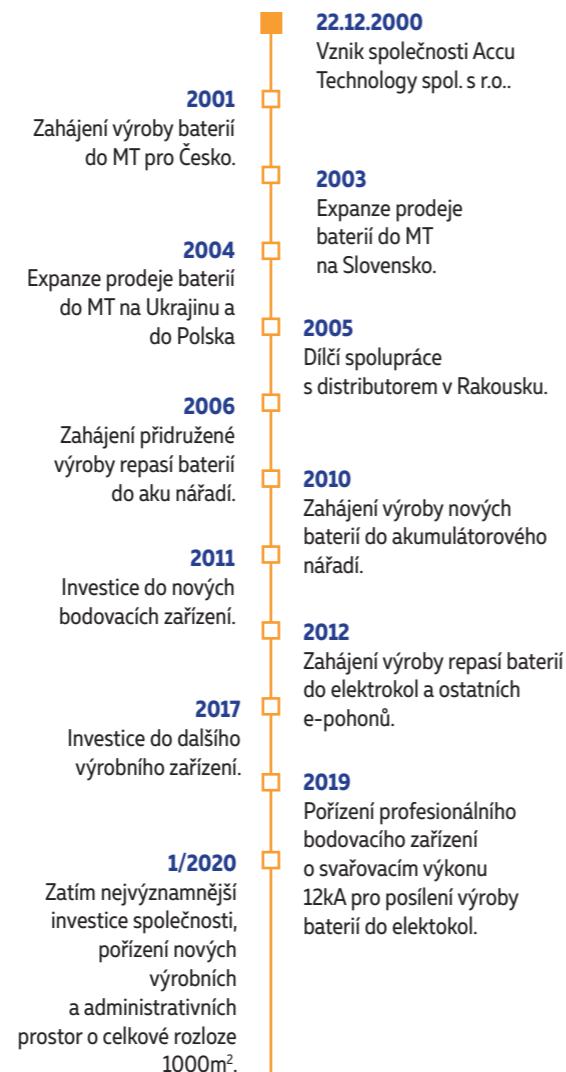 22.12.2000
Vznik společnosti Accu
Technology spol. s r.o..
2001
Zahájení výroby baterií
do MT pro Česko.
2003
Expanze prodeje
baterií do MT
na Slovensko.
2004
Expanze prodeje baterií
do MT na Ukrajinu a
do Polska
2005
Dílčí spolupráce
s distributorem v Rakousku.
2006
Zahájení přidružené
výroby repasí baterií
do aku nářadí.
2010
Zahájení výroby nových
baterií do akumulátorového
nářadí.
2011
Investice do nových
bodovacích zařízení.
2012
Zahájení výroby repasí baterií
do elektrokol a ostatních
e-pohonů.
2017
Investice do dalšího
výrobního zařízení.
2019
Pořízení profesionálního
bodovacího zařízení
o svařovacím výkonu
12kA pro posílení výroby
baterií do elektokol.
1/2020
Zatím nejvýznamnější
investice společnosti,
pořízení nových
výrobních
a administrativních
prostor o celkové rozloze
1000m².